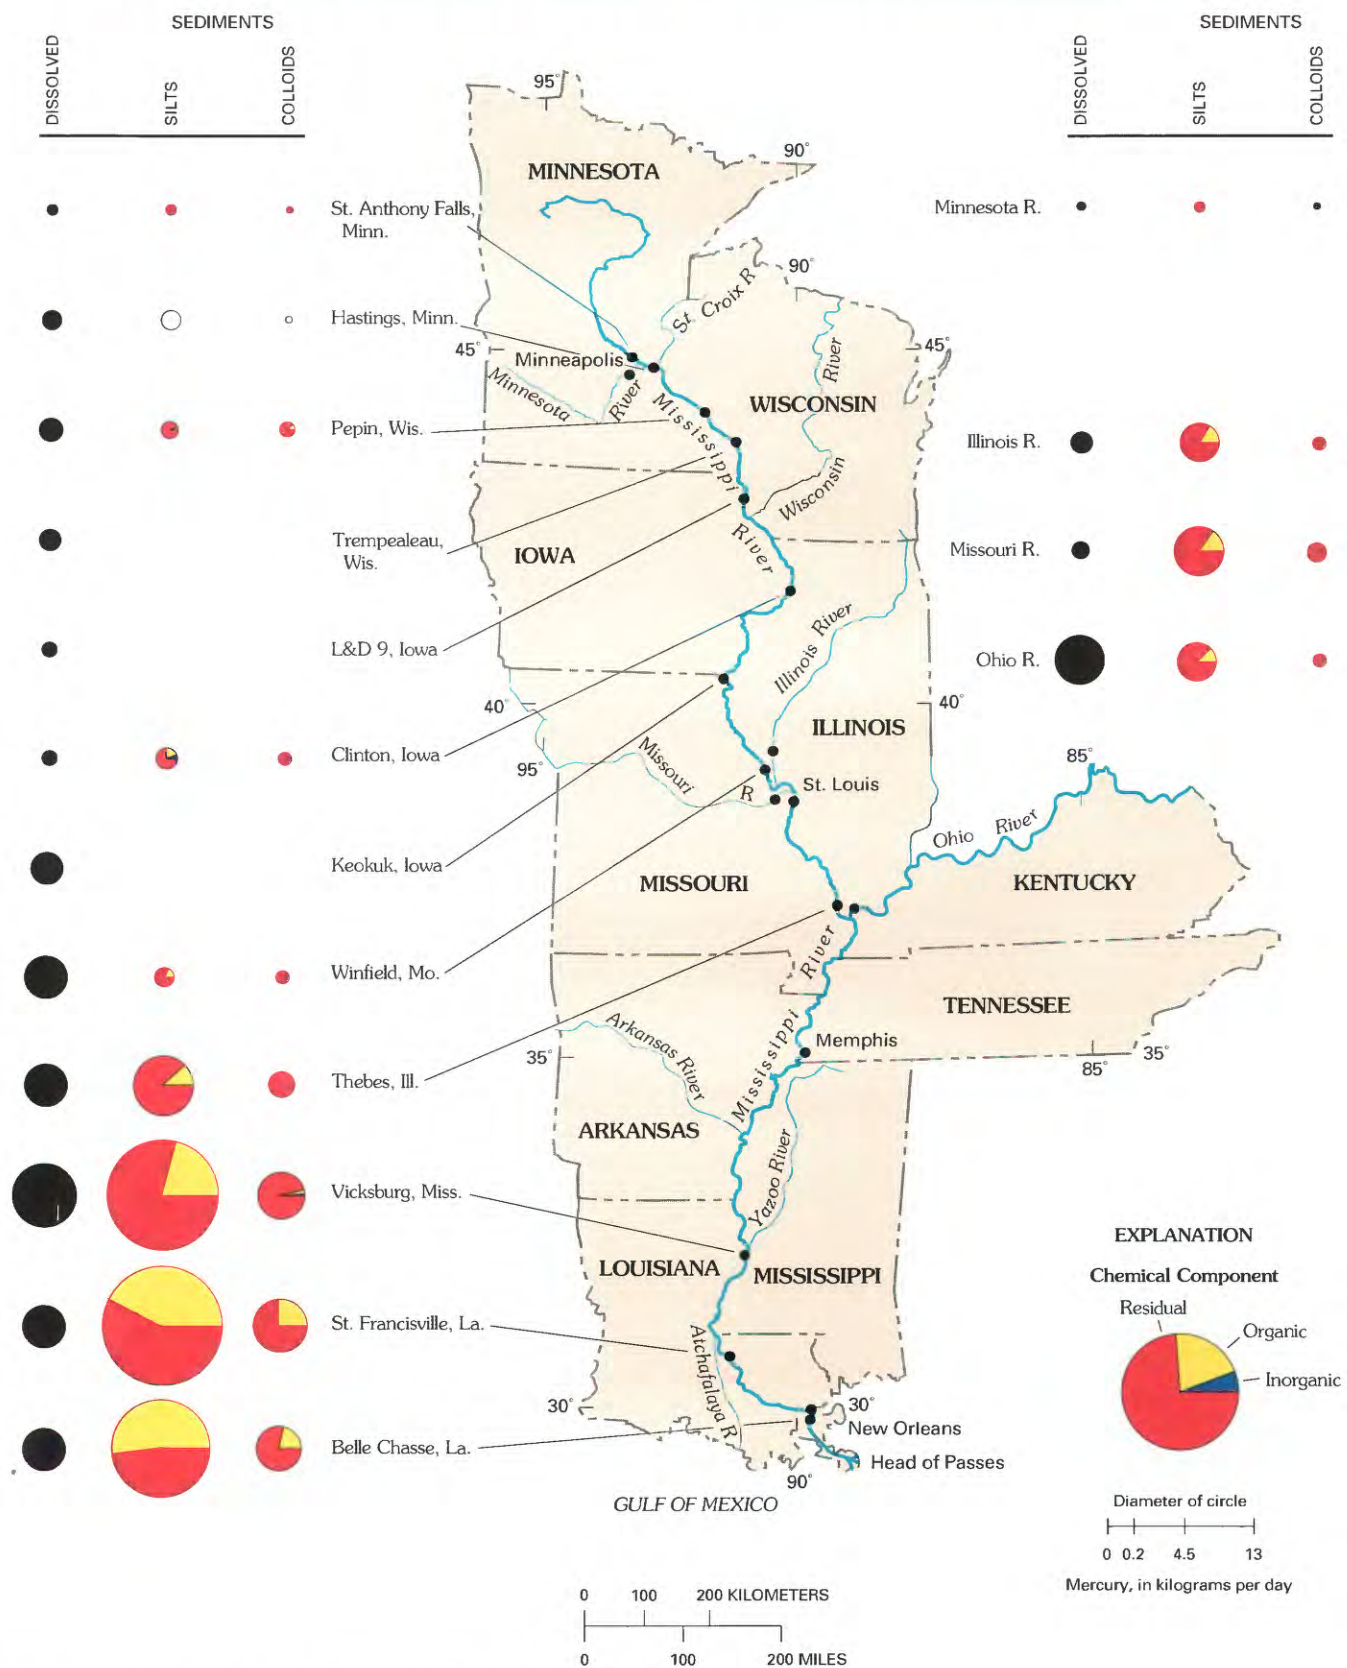 SEDIMENTS
DISSOLVED
SILTS
COLLOIDS
SEDIMENTS
DISSOLVED
SILTS
COLLOIDS
St. Anthony Falls,
Minn.
Hastings, Minn.
Pepin, Wis.
Trempealeau,
Wis.
L&D 9, Iowa
Clinton, Iowa
Keokuk, Iowa
Winfield, Mo.
Thebes, Ill.
Vicksburg, Miss.
St. Francisville, La.
Belle Chasse, La.
Minnesota R.
Illinois R.
Missouri R.
Ohio R.
95°
90°
MINNESOTA
90°
St. Croix R
45°
45°
Minneapolis
Minnesota
River
River
WISCONSIN
Mississippi
Wisconsin
River
IOWA
Illinois River
40°
40°
ILLINOIS
95°
Missouri
R
St. Louis
85°
Ohio River
MISSOURI
KENTUCKY
River
TENNESSEE
Mississippi
Arkansas River
Memphis
35°
85°
35°
ARKANSAS
Yazoo River
LOUISIANA
MISSISSIPPI
Atchafalaya R
30°
30°
New Orleans
Head of Passes
90°
GULF OF MEXICO
EXPLANATION
Chemical Component
Residual
Organic
Inorganic
Diameter of circle
0 0.2 4.5 13
Mercury, in kilograms per day
0 100 200 KILOMETERS
0 100 200 MILES